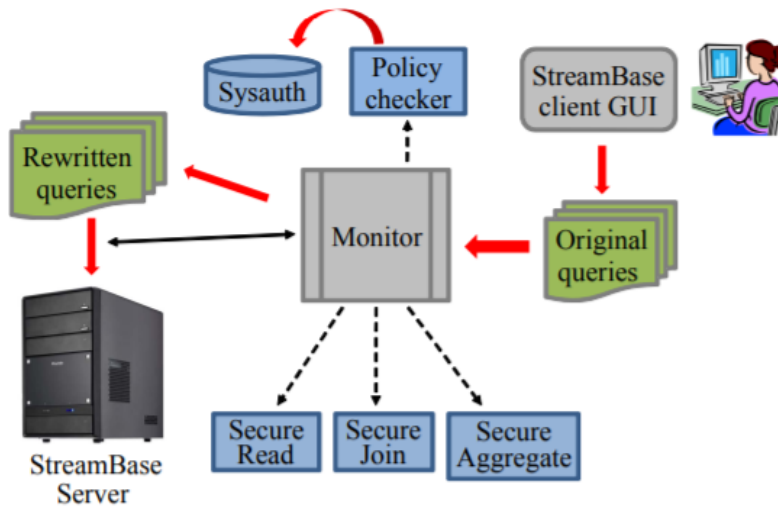 Sysauth
Policy
checker
StreamBase
client GUI
Rewritten
queries
Monitor
Original
queries
Secure
Read
Secure
Join
Secure
Aggregate
StreamBase
Server